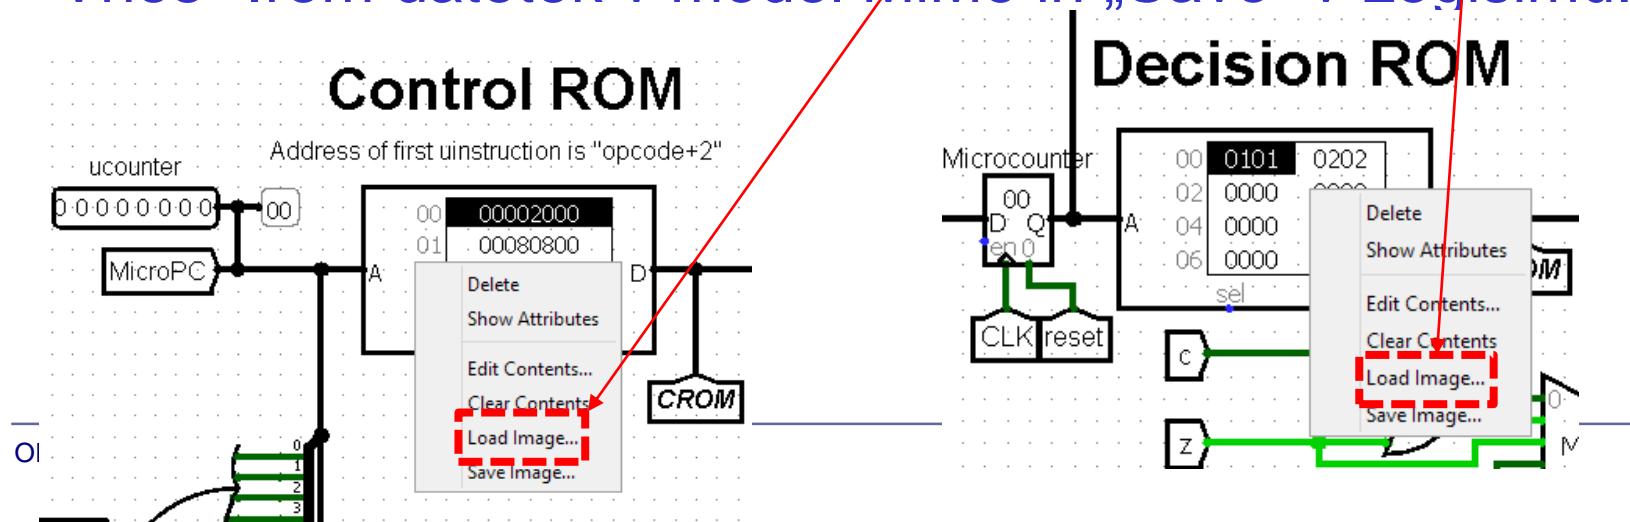 Control ROM
Address of first uinstruction is "opcode+2"
ucounter
0 0 0 0 0 0 0 0
00
MicroPC
A
D
00 00002000
01 00080800
Delete
Show Attributes
Edit Contents...
Clear Contents
Load Image...
Save Image...
CROM
0
1
2
3
Decision ROM
Microcounter
00
D Q
en 0
A
00 0101 0202
02 0000 0000
04 0000
06 0000
sel
CLK
reset
C
Z
Delete
Show Attributes
Edit Contents...
Clear Contents
Load Image...
Save Image...
0